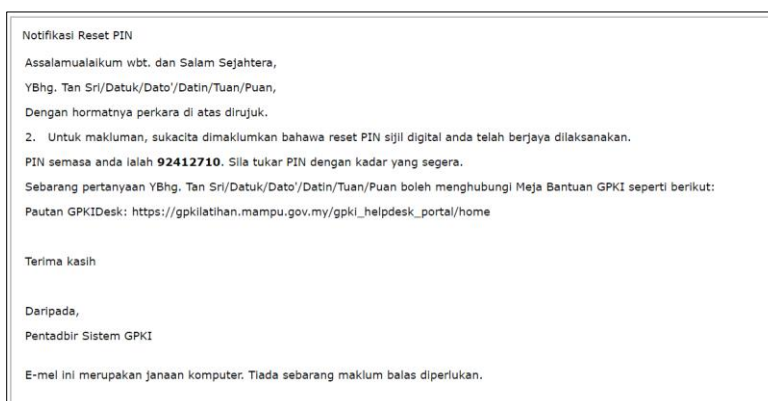 Notifikasi Reset PIN
Assalamualaikum wbt. dan Salam Sejahtera,
YBhg. Tan Sri/Datuk/Dato'/Datin/Tuan/Puan,
Dengan hormatnya perkara di atas dirujuk.
2. Untuk makluman, sukacita dimaklumkan bahawa reset PIN sijil digital anda telah berjaya dilaksanakan.
PIN semasa anda ialah 92412710. Sila tukar PIN dengan kadar yang segera.
Sebarang pertanyaan YBhg. Tan Sri/Datuk/Dato'/Datin/Tuan/Puan boleh menghubungi Meja Bantuan GPKI seperti berikut:
Pautan GPKIDesk: https://gpkilatihan.mampu.gov.my/gpki_helpdesk_portal/home
Terima kasih
Daripada,
Pentadbir Sistem GPKI
E-mel ini merupakan janaan komputer. Tiada sebarang maklum balas diperlukan.